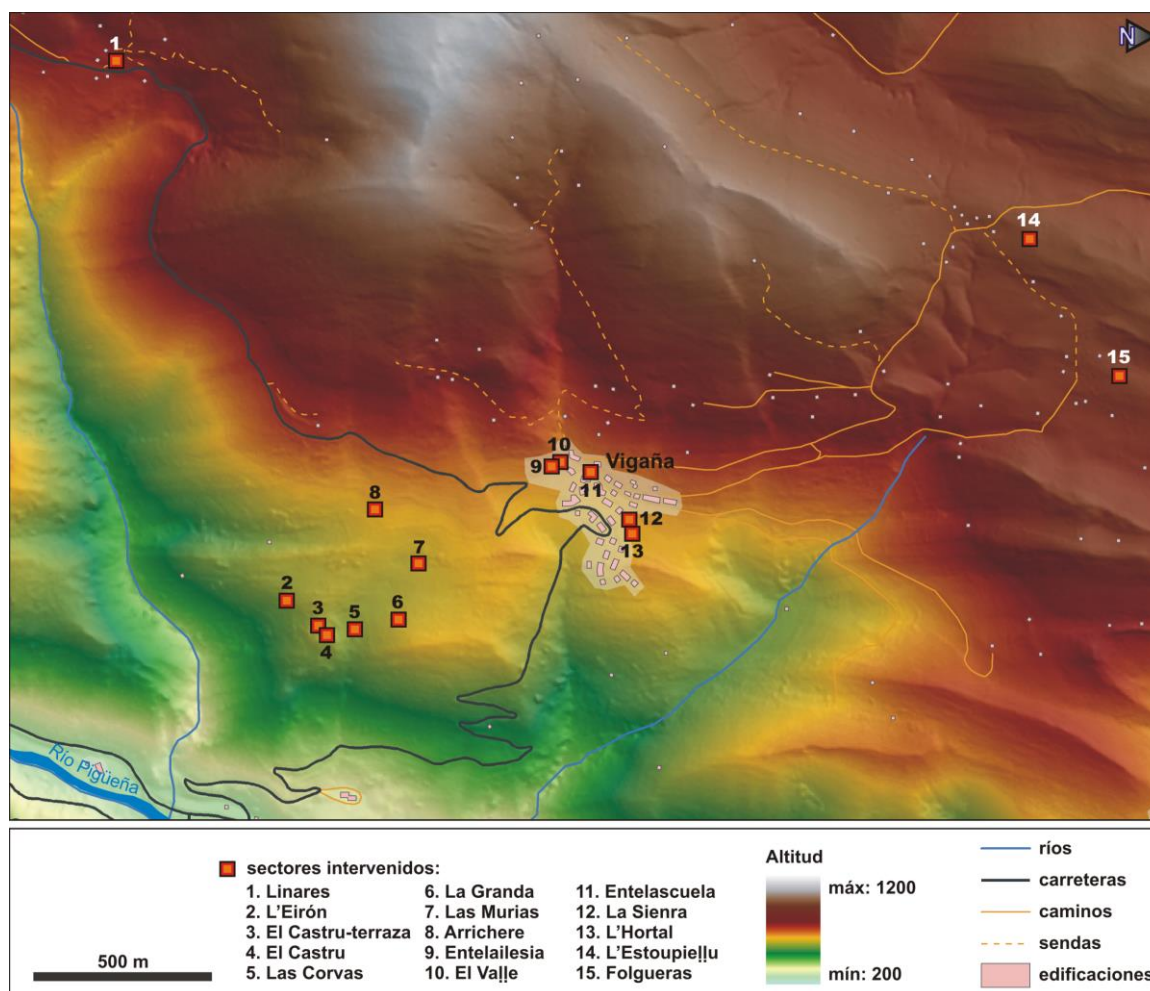 N
1
14
15
10
9
Vigaña
11
8
12
13
7
2
6
3
5
4
Río Pigüeña
sectores intervenidos:
1. Linares
2. L'Eirón
3. El Castru-terraza
4. El Castru
5. Las Corvas
6. La Granda
7. Las Murias
8. Arrichere
9. Entelailesia
10. El Vaḷḷe
11. Entelascuela
12. La Sienra
13. L'Hortal
14. L'Estoupieḷḷu
15. Folgueras
500 m
Altitud
máx: 1200
mín: 200
ríos
carreteras
caminos
sendas
edificaciones